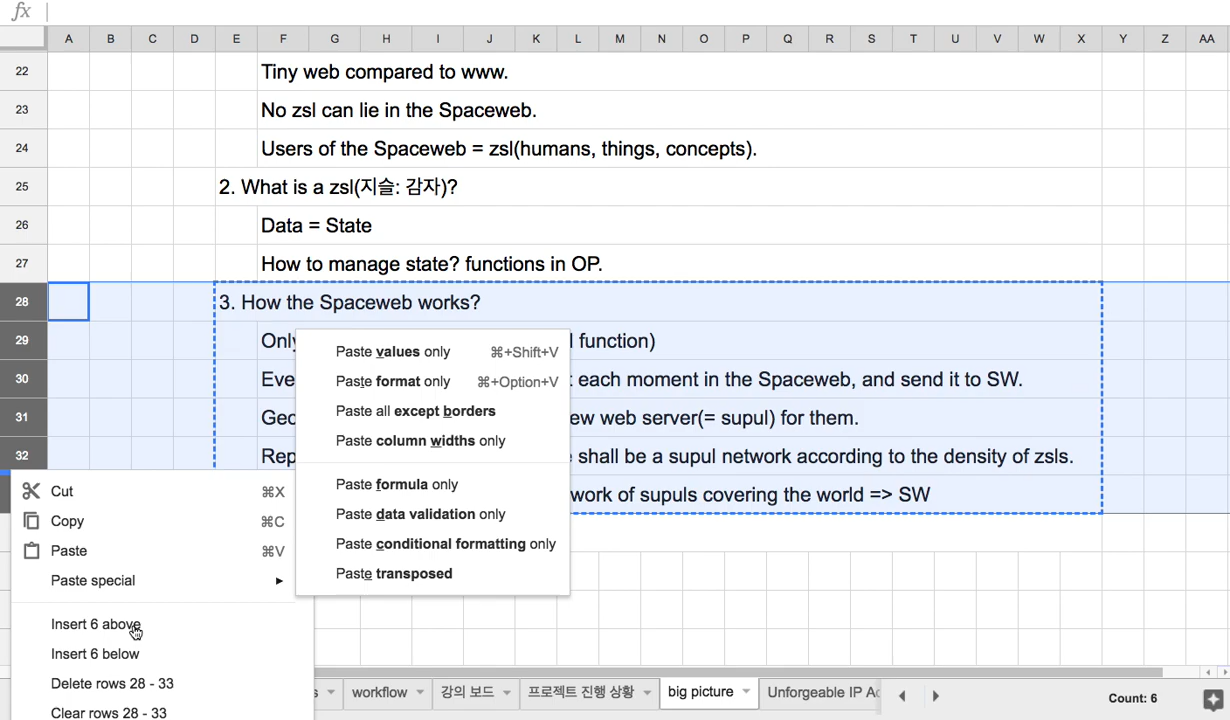 fx
A B C D E F G H I J K L M N O P Q R S T U V W X Y Z AA
22 Tiny web compared to www.
23 No zsl can lie in the Spaceweb.
24 Users of the Spaceweb = zsl(humans, things, concepts).
25 2. What is a zsl(지슬: 감자)?
26 Data = State
27 How to manage state? functions in OP.
28 3. How the Spaceweb works?
29 Only function)
30 Eve each moment in the Spaceweb, and send it to SW.
31 Geo ew web server(= supul) for them.
32 Rep shall be a supul network according to the density of zsls.
work of supuls covering the world => SW
Paste values only ⌘+Shift+V
Paste format only ⌘+Option+V
Paste all except borders
Paste column widths only
Paste formula only
Paste data validation only
Paste conditional formatting only
Paste transposed
Cut ⌘X
Copy ⌘C
Paste ⌘V
Paste special
Insert 6 above
Insert 6 below
Delete rows 28 - 33
Clear rows 28 - 33
s workflow 강의 보드 프로젝트 진행 상황 big picture Unforgeable IP Count: 6